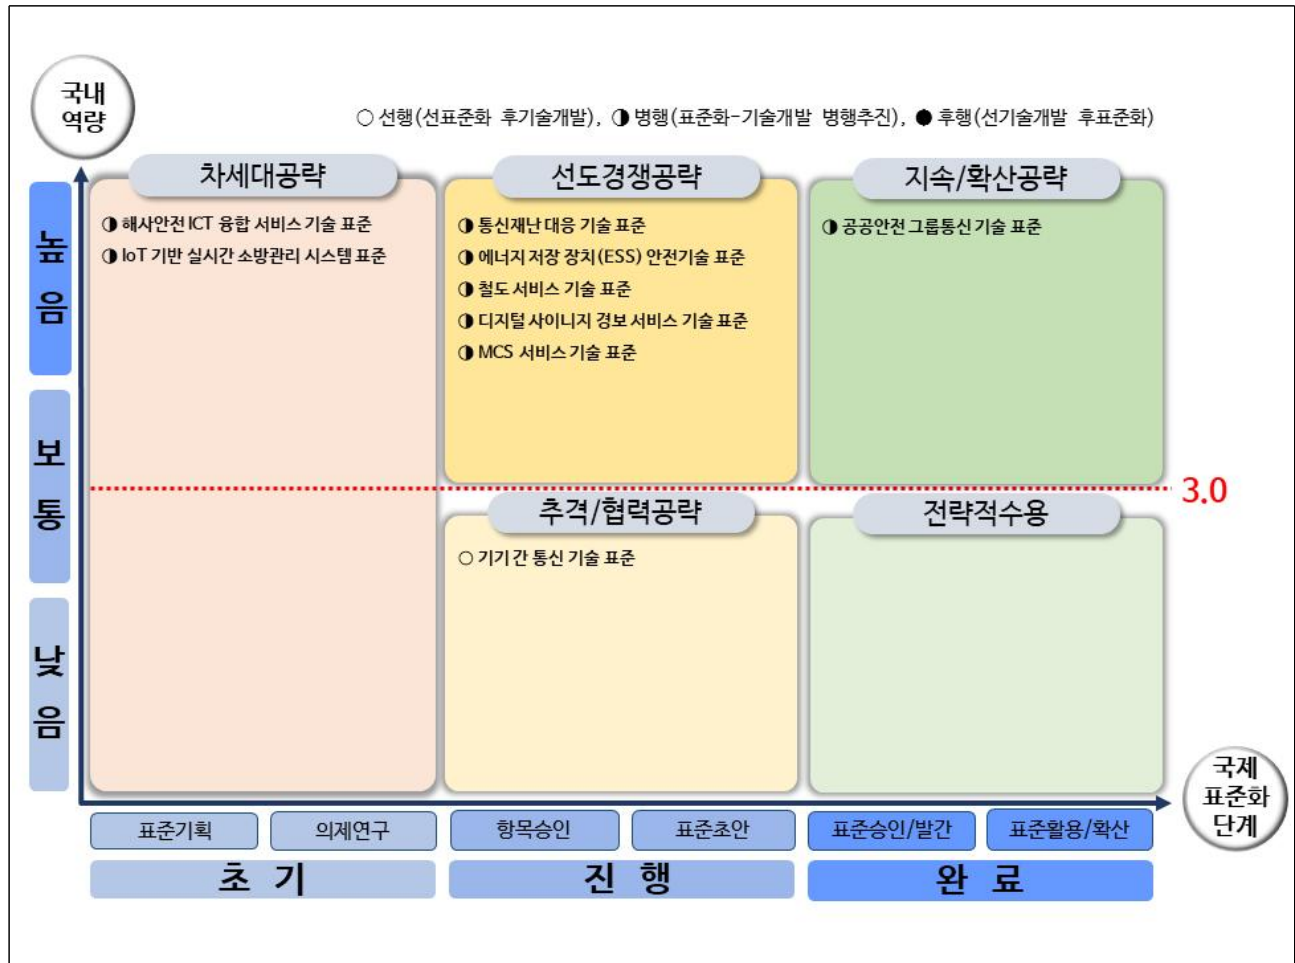 국내
역량
○ 선행(선표준화 후기술개발), ◑ 병행(표준화-기술개발 병행추진), ● 후행(선기술개발 후표준화)
차세대공략
◑ 해사안전 ICT 융합 서비스 기술 표준
◑ IoT 기반 실시간 소방관리 시스템 표준
선도경쟁공략
◑ 통신재난 대응 기술 표준
◑ 에너지 저장 장치(ESS) 안전기술 표준
◑ 철도 서비스 기술 표준
◑ 디지털 사이니지 경보 서비스 기술 표준
◑ MCS 서비스 기술 표준
지속/확산공략
◑ 공공안전 그룹통신 기술 표준
높
음
보
통
낮
음
3.0
추격/협력공략
○ 기기 간 통신 기술 표준
전략적수용
국제
표준화
단계
표준기획
의제연구
항목승인
표준초안
표준승인/발간
표준활용/확산
초 기
진 행
완 료